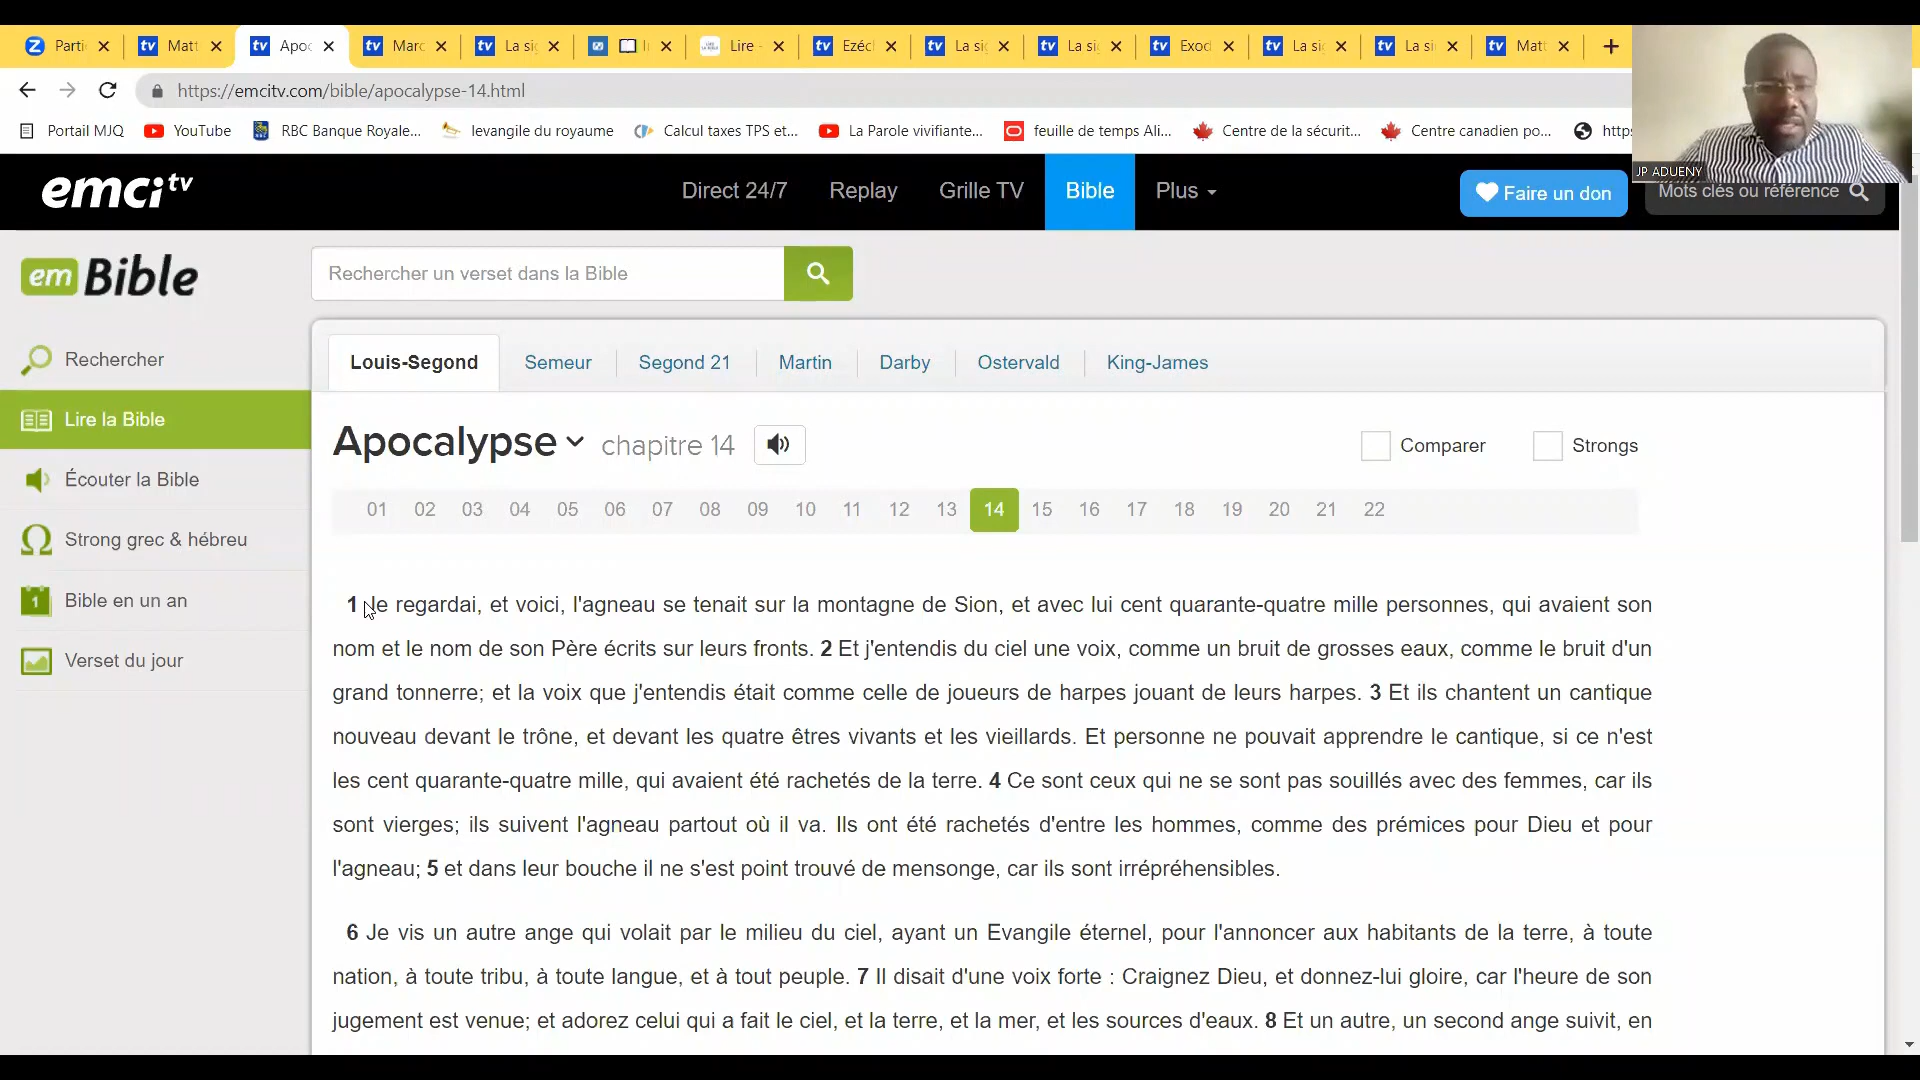 Parti
Matt
Apoc
Marc
La si
Lire -
Ezéc
La si
La si
Exod
La si
La si
Matt
https://emcitv.com/bible/apocalypse-14.html
Portail MJQ YouTube RBC Banque Royale... levangile du royaume Calcul taxes TPS et... La Parole vivifiante... feuille de temps Ali... Centre de la sécurit... Centre canadien po... https
JP ADUENY
emci tv Direct 24/7 Replay Grille TV Bible Plus Faire un don Mots clés ou référence
em Bible
Rechercher un verset dans la Bible
Rechercher
Lire la Bible
Écouter la Bible
Strong grec & hébreu
1 Bible en un an
Verset du jour
Louis-Segond Semeur Segond 21 Martin Darby Ostervald King-James
Apocalypse chapitre 14 Comparer Strongs
01 02 03 04 05 06 07 08 09 10 11 12 13 14 15 16 17 18 19 20 21 22
1 Je regardai, et voici, l'agneau se tenait sur la montagne de Sion, et avec lui cent quarante-quatre mille personnes, qui avaient son
nom et le nom de son Père écrits sur leurs fronts. 2 Et j'entendis du ciel une voix, comme un bruit de grosses eaux, comme le bruit d'un
grand tonnerre; et la voix que j'entendis était comme celle de joueurs de harpes jouant de leurs harpes. 3 Et ils chantent un cantique
nouveau devant le trône, et devant les quatre êtres vivants et les vieillards. Et personne ne pouvait apprendre le cantique, si ce n'est
les cent quarante-quatre mille, qui avaient été rachetés de la terre. 4 Ce sont ceux qui ne se sont pas souillés avec des femmes, car ils
sont vierges; ils suivent l'agneau partout où il va. Ils ont été rachetés d'entre les hommes, comme des prémices pour Dieu et pour
l'agneau; 5 et dans leur bouche il ne s'est point trouvé de mensonge, car ils sont irrépréhensibles.
6 Je vis un autre ange qui volait par le milieu du ciel, ayant un Evangile éternel, pour l'annoncer aux habitants de la terre, à toute
nation, à toute tribu, à toute langue, et à tout peuple. 7 Il disait d'une voix forte : Craignez Dieu, et donnez-lui gloire, car l'heure de son
jugement est venue; et adorez celui qui a fait le ciel, et la terre, et la mer, et les sources d'eaux. 8 Et un autre, un second ange suivit, en